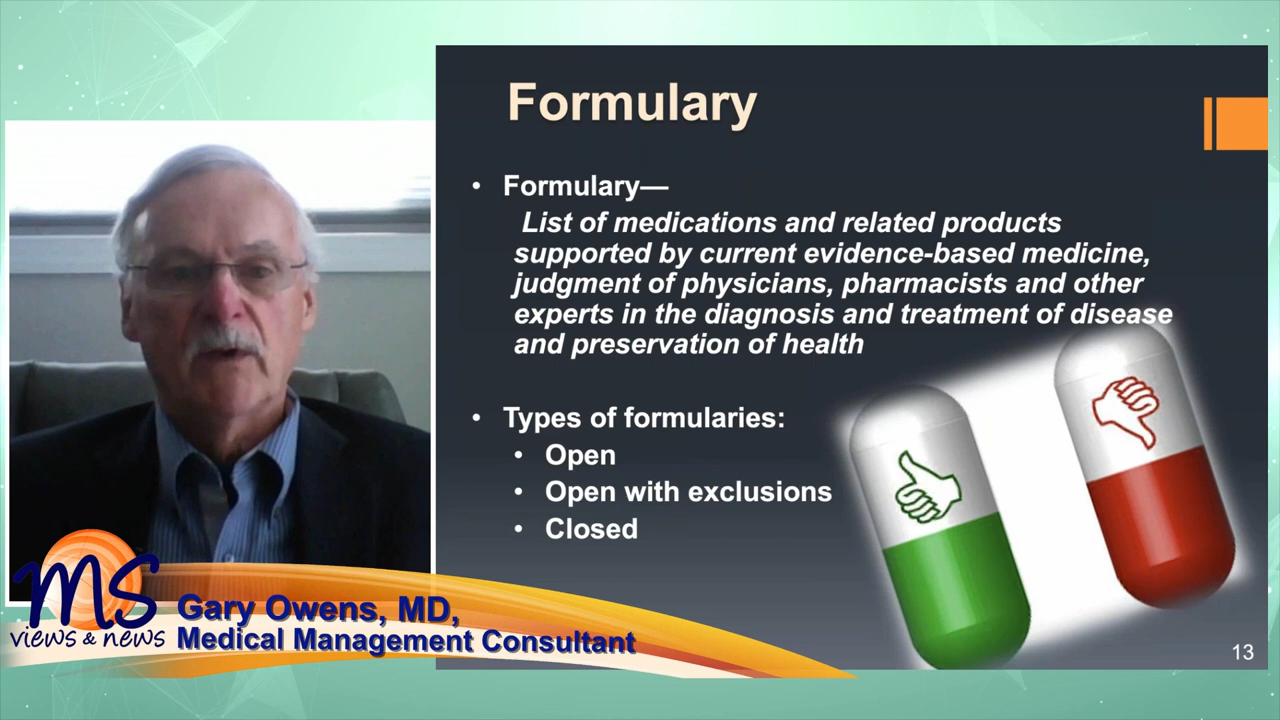 Formulary
• Formulary—
List of medications and related products
supported by current evidence-based medicine,
judgment of physicians, pharmacists and other
experts in the diagnosis and treatment of disease
and preservation of health
• Types of formularies:
• Open
• Open with exclusions
• Closed
MS
views & news
Gary Owens, MD,
Medical Management Consultant
13